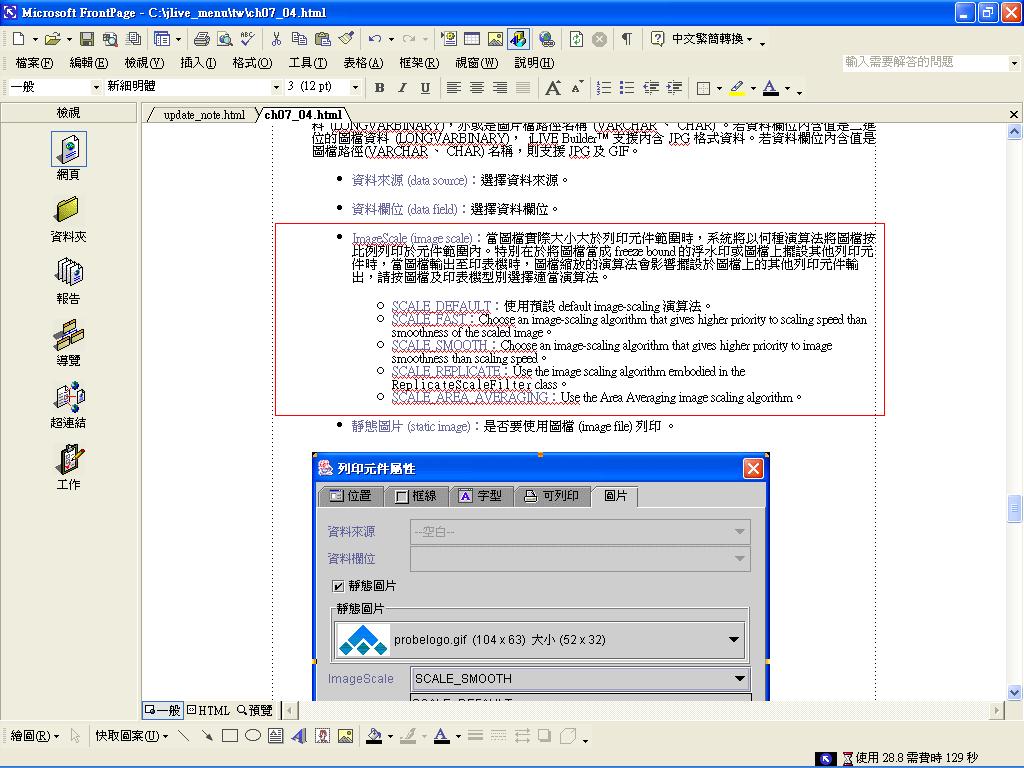 Microsoft FrontPage - C:\jlive_menu\tw\ch07_04.html
中文繁簡轉換
檔案(F) 編輯(E) 檢視(V) 插入(I) 格式(O) 工具(T) 表格(A) 框架(R) 視窗(W) 說明(H) 輸入需要解答的問題
一般 新細明體 3 (12 pt) B I U A A A
檢視 update_note.html ch07_04.html
網頁
資料夾
報告
導覽
超連結
工作
料 (LONGVARBINARY)，亦或是圖片檔路徑名稱 (VARCHAR 、 CHAR) 。若資料欄位內含值是二進
位的圖檔資料 (LONGVARBINARY)， jLIVE Builder™ 支援內含 JPG 格式資料。若資料欄位內含值是
圖檔路徑(VARCHAR 、 CHAR) 名稱，則支援 JPG 及 GIF。
• 資料來源 (data source)：選擇資料來源。
• 資料欄位 (data field)：選擇資料欄位。
• ImageScale (image scale)：當圖檔實際大小大於列印元件範圍時，系統將以何種演算法將圖檔按
比例列印於元件範圍內。特別在於將圖檔當成 freeze bound 的浮水印或圖檔上擺設其他列印元
件時，當圖檔輸出至印表機時，圖檔縮放的演算法會影響擺設於圖檔上的其他列印元件輸
出，請按圖檔及印表機型別選擇適當演算法。
○ SCALE_DEFAULT：使用預設 default image-scaling 演算法。
○ SCALE_FAST：Choose an image-scaling algorithm that gives higher priority to scaling speed than
smoothness of the scaled image。
○ SCALE_SMOOTH：Choose an image-scaling algorithm that gives higher priority to image
smoothness than scaling speed。
○ SCALE_REPLICATE：Use the image scaling algorithm embodied in the
ReplicateScaleFilter class。
○ SCALE_AREA_AVERAGING：Use the Area Averaging image scaling algorithm。
• 靜態圖片 (static image)：是否要使用圖檔 (image file) 列印 。
列印元件屬性
位置 框線 A 字型 可列印 圖片
資料來源 --空白--
資料欄位
靜態圖片
靜態圖片
probelogo.gif (104 x 63) 大小 (52 x 32)
ImageScale SCALE_SMOOTH
SCALE_DEFAULT
一般 HTML 預覽
繪圖(R) 快取圖案(U) A A
使用 28.8 需費時 129 秒